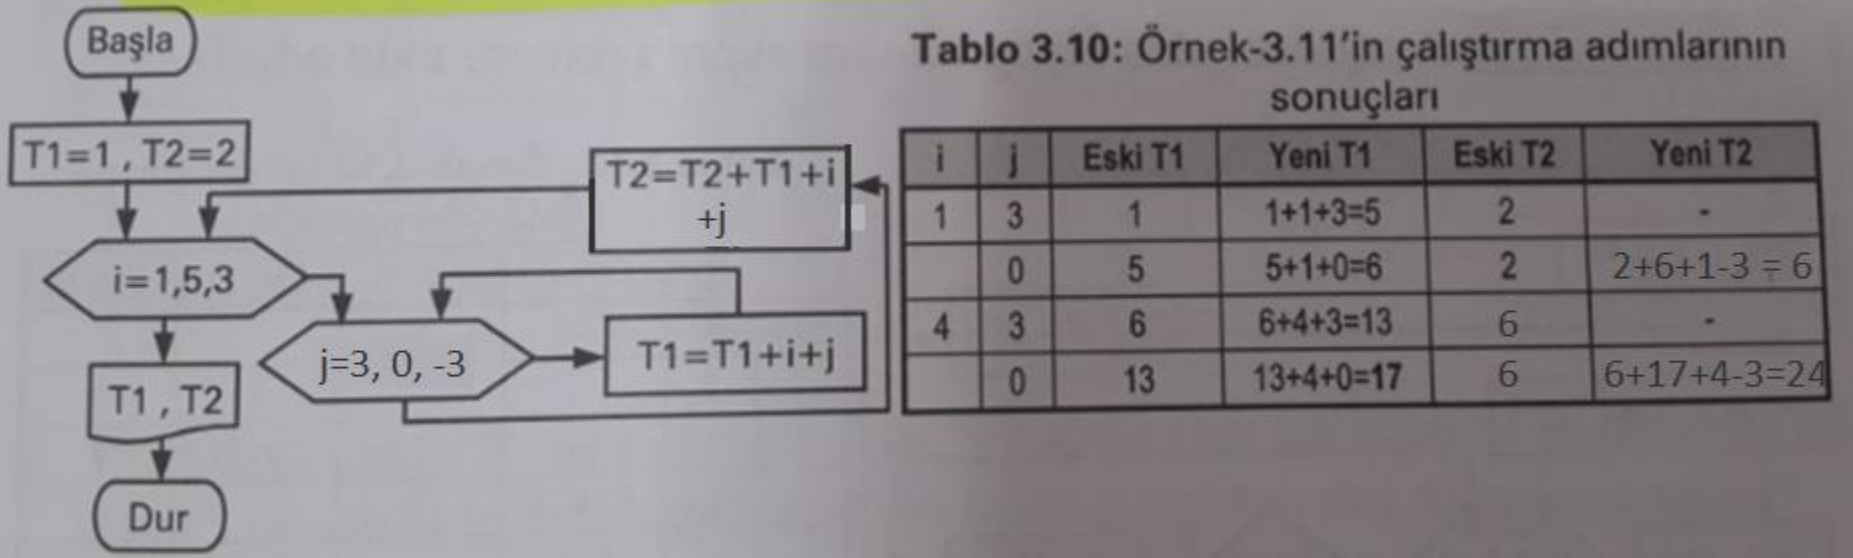 Başla
T1=1 , T2=2
T2=T2+T1+i
+j
i=1,5,3
j=3, 0, -3
T1=T1+i+j
T1 , T2
Dur
Tablo 3.10: Örnek-3.11'in çalıştırma adımlarının
sonuçları
i j Eski T1 Yeni T1 Eski T2 Yeni T2
1 3 1 1+1+3=5 2 -
0 5 5+1+0=6 2 2+6+1-3 = 6
4 3 6 6+4+3=13 6 -
0 13 13+4+0=17 6 6+17+4-3=24